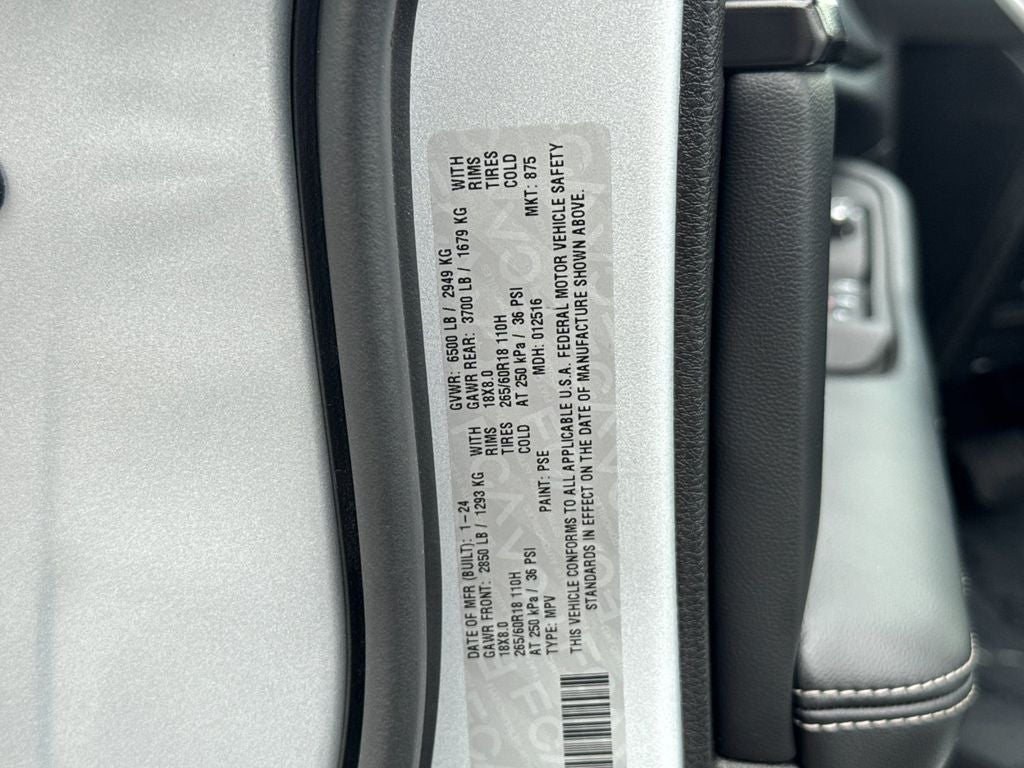 DATE OF MFR (BUILT): 1-24 GVWR: 6500 LB / 2949 KG
GAWR FRONT: 2850 LB / 1293 KG WITH GAWR REAR: 3700 LB / 1679 KG WITH
18X8.0 RIMS 18X8.0 RIMS
265/60R18 110H TIRES 265/60R18 110H TIRES
AT 250 kPa / 36 PSI COLD AT 250 kPa / 36 PSI COLD
TYPE: MPV PAINT: PSE MDH: 012516 MKT: 875
THIS VEHICLE CONFORMS TO ALL APPLICABLE U.S.A. FEDERAL MOTOR VEHICLE SAFETY
STANDARDS IN EFFECT ON THE DATE OF MANUFACTURE SHOWN ABOVE.